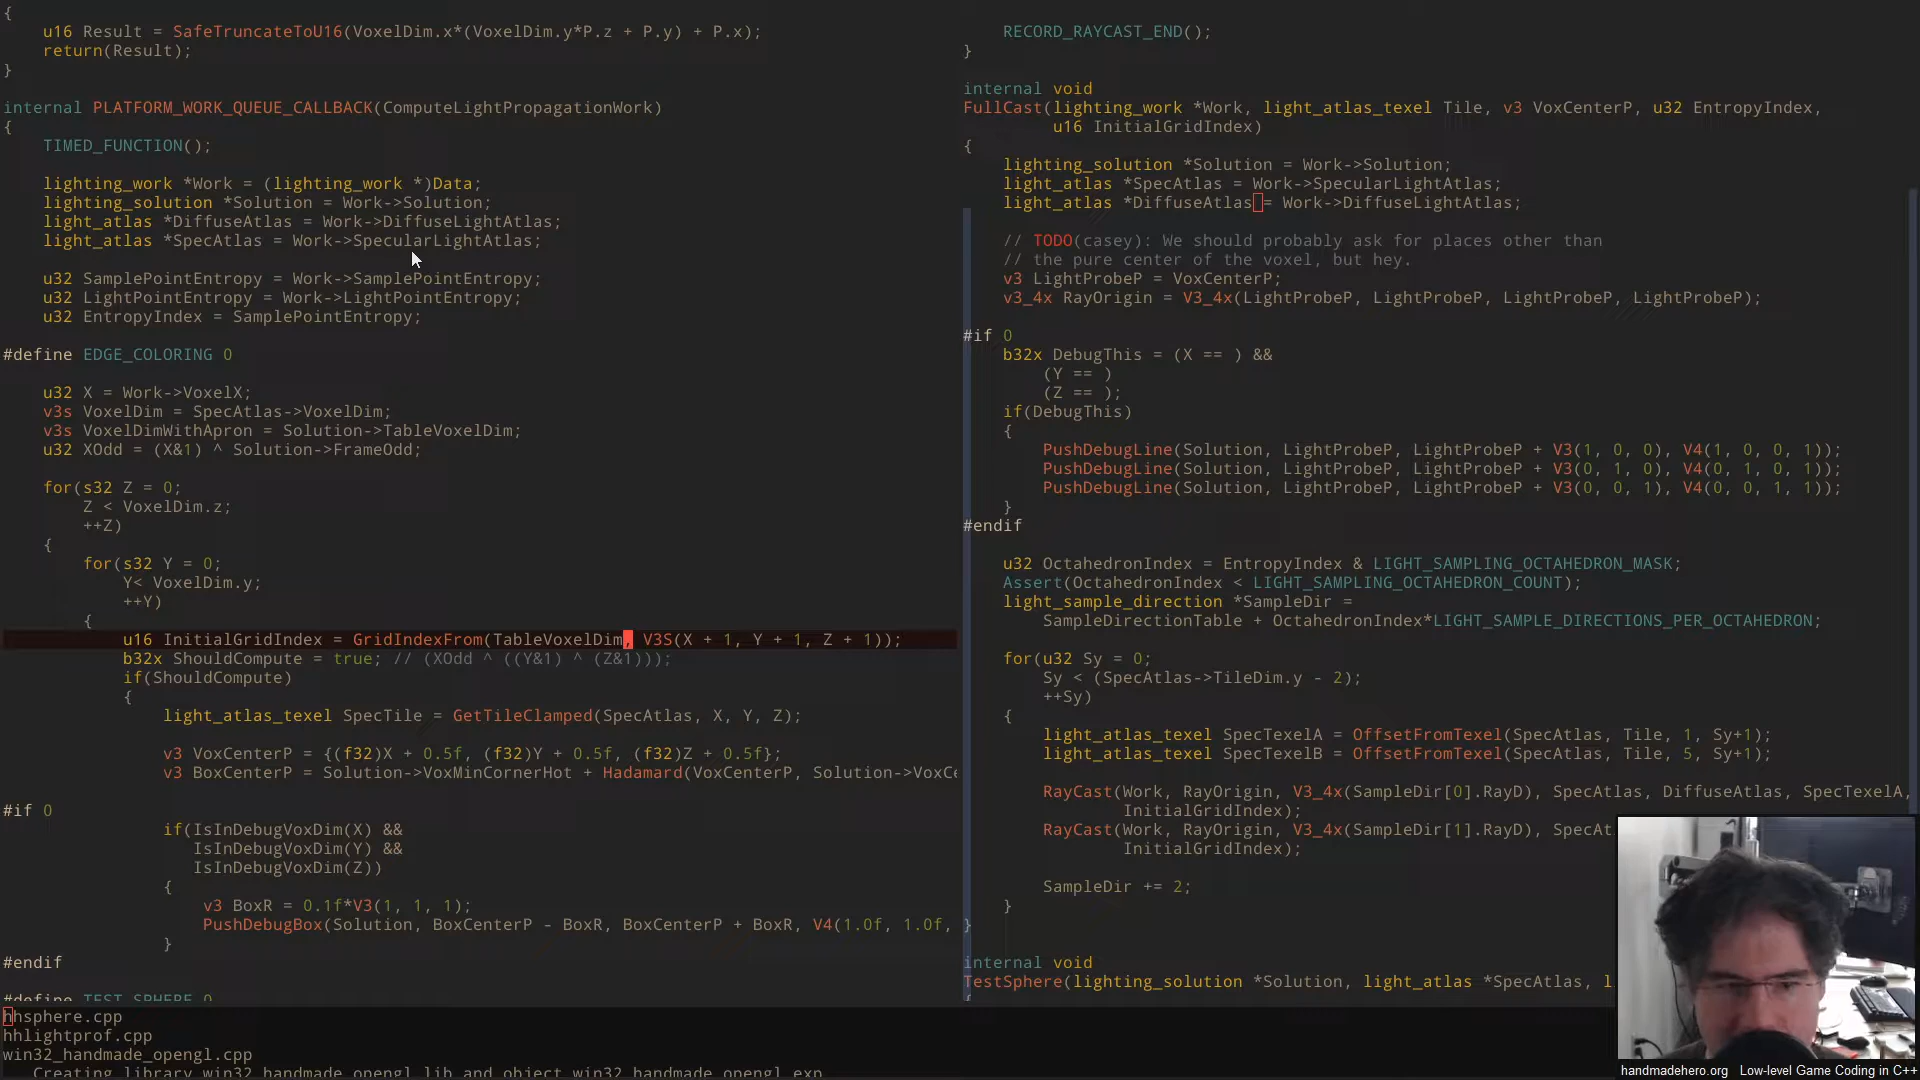 {
    u16 Result = SafeTruncateToU16(VoxelDim.x*(VoxelDim.y*P.z + P.y) + P.x);
    return(Result);
}
internal PLATFORM_WORK_QUEUE_CALLBACK(ComputeLightPropagationWork)
{
    TIMED_FUNCTION();
    lighting_work *Work = (lighting_work *)Data;
    lighting_solution *Solution = Work->Solution;
    light_atlas *DiffuseAtlas = Work->DiffuseLightAtlas;
    light_atlas *SpecAtlas = Work->SpecularLightAtlas;
    u32 SamplePointEntropy = Work->SamplePointEntropy;
    u32 LightPointEntropy = Work->LightPointEntropy;
    u32 EntropyIndex = SamplePointEntropy;
#define EDGE_COLORING 0
    u32 X = Work->VoxelX;
    v3s VoxelDim = SpecAtlas->VoxelDim;
    v3s VoxelDimWithApron = Solution->TableVoxelDim;
    u32 XOdd = (X&1) ^ Solution->FrameOdd;
    for(s32 Z = 0;
        Z < VoxelDim.z;
        ++Z)
    {
        for(s32 Y = 0;
            Y< VoxelDim.y;
            ++Y)
        {
            u16 InitialGridIndex = GridIndexFrom(TableVoxelDim, V3S(X + 1, Y + 1, Z + 1));
            b32x ShouldCompute = true; // (XOdd ^ ((Y&1) ^ (Z&1)));
            if(ShouldCompute)
            {
                light_atlas_texel SpecTile = GetTileClamped(SpecAtlas, X, Y, Z);
                v3 VoxCenterP = {(f32)X + 0.5f, (f32)Y + 0.5f, (f32)Z + 0.5f};
                v3 BoxCenterP = Solution->VoxMinCornerHot + Hadamard(VoxCenterP, Solution->VoxCe
#if 0
                if(IsInDebugVoxDim(X) &&
                   IsInDebugVoxDim(Y) &&
                   IsInDebugVoxDim(Z))
                {
                    v3 BoxR = 0.1f*V3(1, 1, 1);
                    PushDebugBox(Solution, BoxCenterP - BoxR, BoxCenterP + BoxR, V4(1.0f, 1.0f,
                }
#endif
#define TEST_SPHERE 0
    RECORD_RAYCAST_END();
}
internal void
FullCast(lighting_work *Work, light_atlas_texel Tile, v3 VoxCenterP, u32 EntropyIndex,
         u16 InitialGridIndex)
{
    lighting_solution *Solution = Work->Solution;
    light_atlas *SpecAtlas = Work->SpecularLightAtlas;
    light_atlas *DiffuseAtlas = Work->DiffuseLightAtlas;
    // TODO(casey): We should probably ask for places other than
    // the pure center of the voxel, but hey.
    v3 LightProbeP = VoxCenterP;
    v3_4x RayOrigin = V3_4x(LightProbeP, LightProbeP, LightProbeP, LightProbeP);
#if 0
    b32x DebugThis = (X == ) &&
        (Y == )
        (Z == );
    if(DebugThis)
    {
        PushDebugLine(Solution, LightProbeP, LightProbeP + V3(1, 0, 0), V4(1, 0, 0, 1));
        PushDebugLine(Solution, LightProbeP, LightProbeP + V3(0, 1, 0), V4(0, 1, 0, 1));
        PushDebugLine(Solution, LightProbeP, LightProbeP + V3(0, 0, 1), V4(0, 0, 1, 1));
    }
#endif
    u32 OctahedronIndex = EntropyIndex & LIGHT_SAMPLING_OCTAHEDRON_MASK;
    Assert(OctahedronIndex < LIGHT_SAMPLING_OCTAHEDRON_COUNT);
    light_sample_direction *SampleDir =
        SampleDirectionTable + OctahedronIndex*LIGHT_SAMPLE_DIRECTIONS_PER_OCTAHEDRON;
    for(u32 Sy = 0;
        Sy < (SpecAtlas->TileDim.y - 2);
        ++Sy)
    {
        light_atlas_texel SpecTexelA = OffsetFromTexel(SpecAtlas, Tile, 1, Sy+1);
        light_atlas_texel SpecTexelB = OffsetFromTexel(SpecAtlas, Tile, 5, Sy+1);
        RayCast(Work, RayOrigin, V3_4x(SampleDir[0].RayD), SpecAtlas, DiffuseAtlas, SpecTexelA,
                InitialGridIndex);
        RayCast(Work, RayOrigin, V3_4x(SampleDir[1].RayD), SpecAt
                InitialGridIndex);
        SampleDir += 2;
    }
}
internal void
TestSphere(lighting_solution *Solution, light_atlas *SpecAtlas, l
{
hhsphere.cpp
hhlightprof.cpp
win32_handmade_opengl.cpp
   Creating library win32_handmade_opengl.lib and object win32_handmade_opengl.exp
handmadehero.org Low-level Game Coding in C++